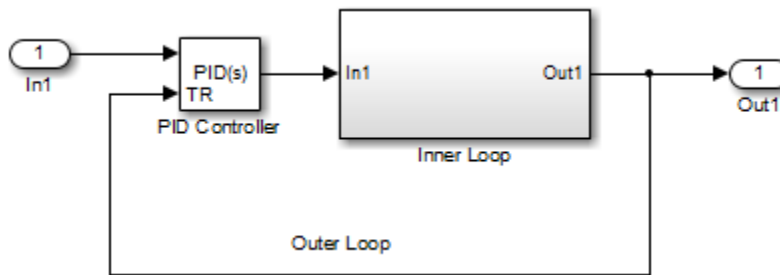 1
In1
PID(s)
TR
PID Controller
In1
Out1
Inner Loop
1
Out1
Outer Loop